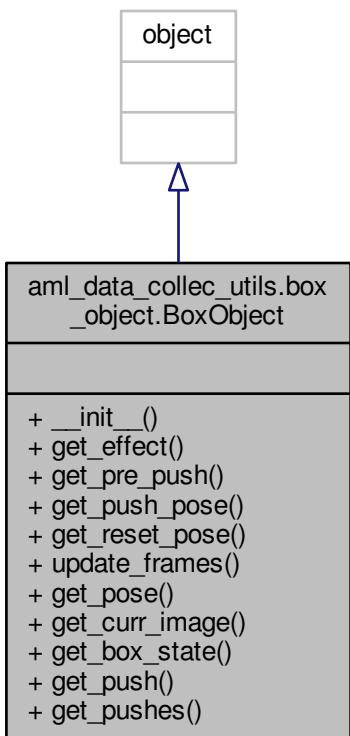 object
aml_data_collec_utils.box
_object.BoxObject
+ __init__()
+ get_effect()
+ get_pre_push()
+ get_push_pose()
+ get_reset_pose()
+ update_frames()
+ get_pose()
+ get_curr_image()
+ get_box_state()
+ get_push()
+ get_pushes()